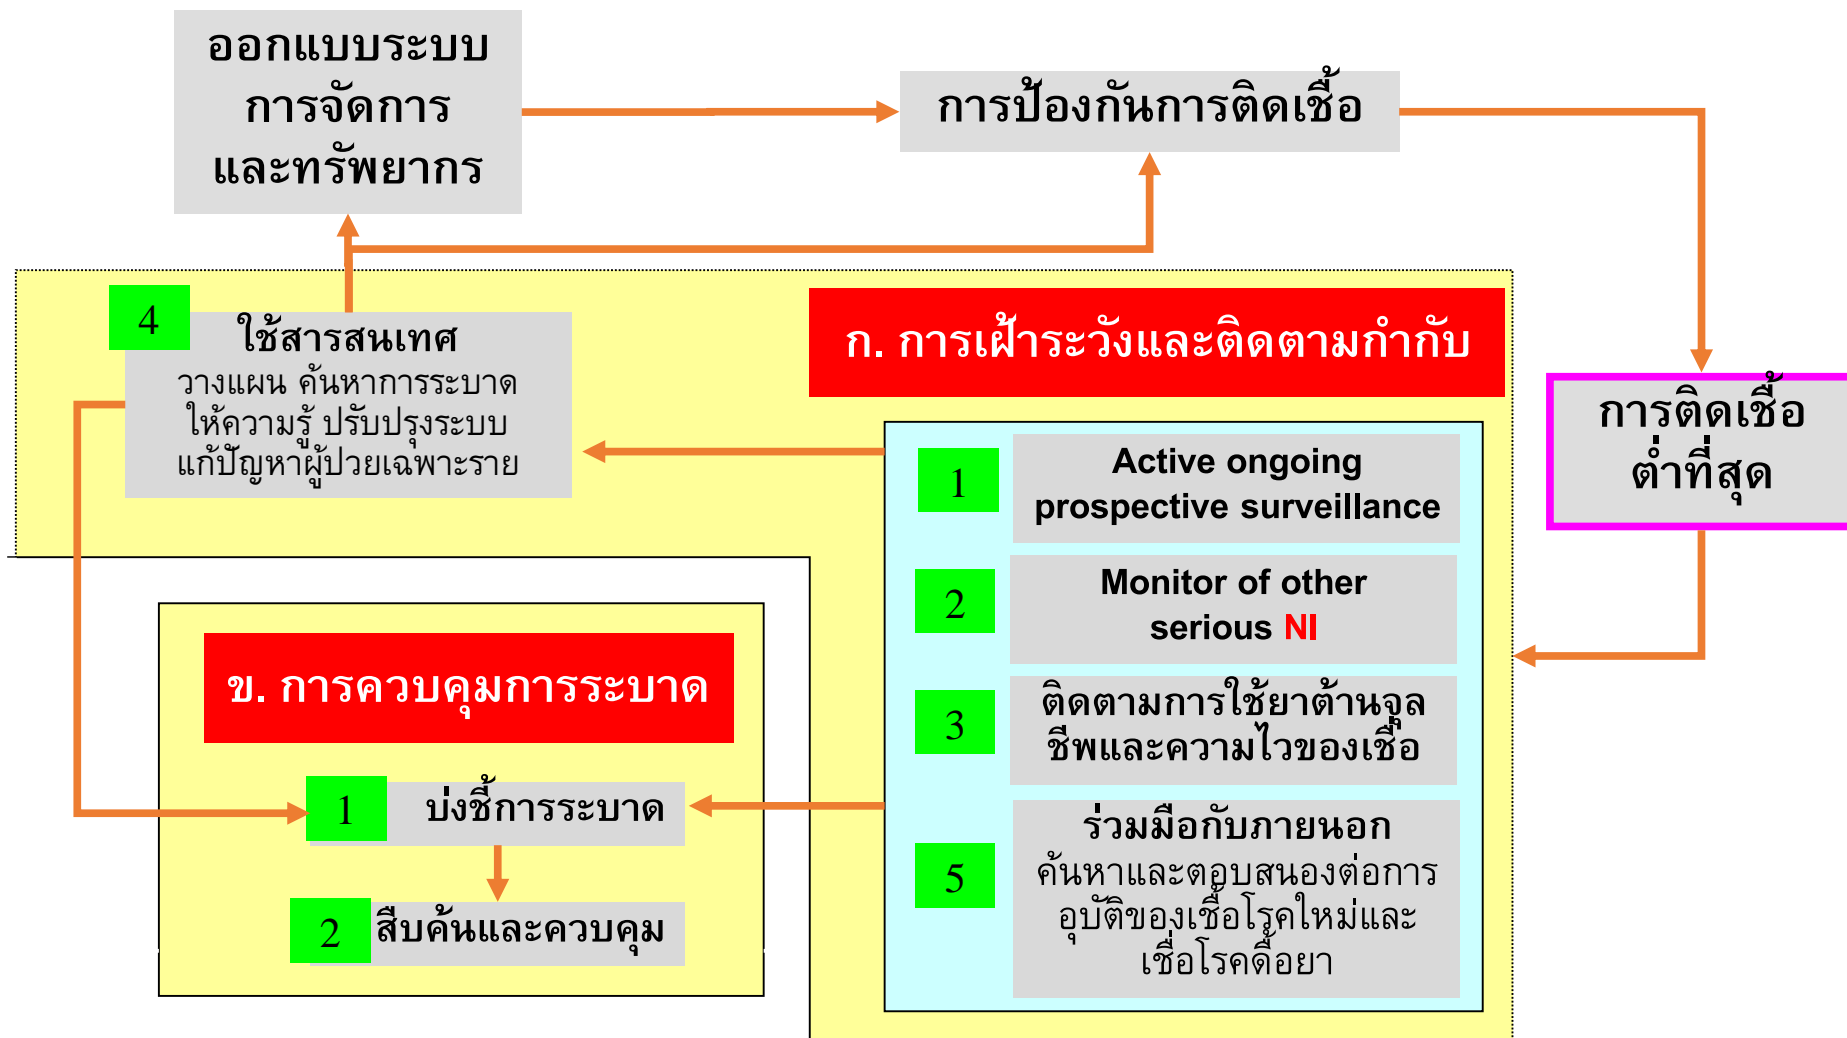 ออกแบบระบบ
การจัดการ
และทรัพยากร
การป้องกันการติดเชื้อ
4
ใช้สารสนเทศ
วางแผน ค้นหาการระบาด
ให้ความรู้ ปรับปรุงระบบ
แก้ปัญหาผู้ป่วยเฉพาะราย
ก. การเฝ้าระวังและติดตามกำกับ
การติดเชื้อ
ต่ำที่สุด
1
Active ongoing
prospective surveillance
2
Monitor of other
serious NI
3
ติดตามการใช้ยาต้านจุล
ชีพและความไวของเชื้อ
5
ร่วมมือกับภายนอก
ค้นหาและตอบสนองต่อการ
อุบัติของเชื้อโรคใหม่และ
เชื้อโรคดื้อยา
ข. การควบคุมการระบาด
1
บ่งชี้การระบาด
2
สืบค้นและควบคุม